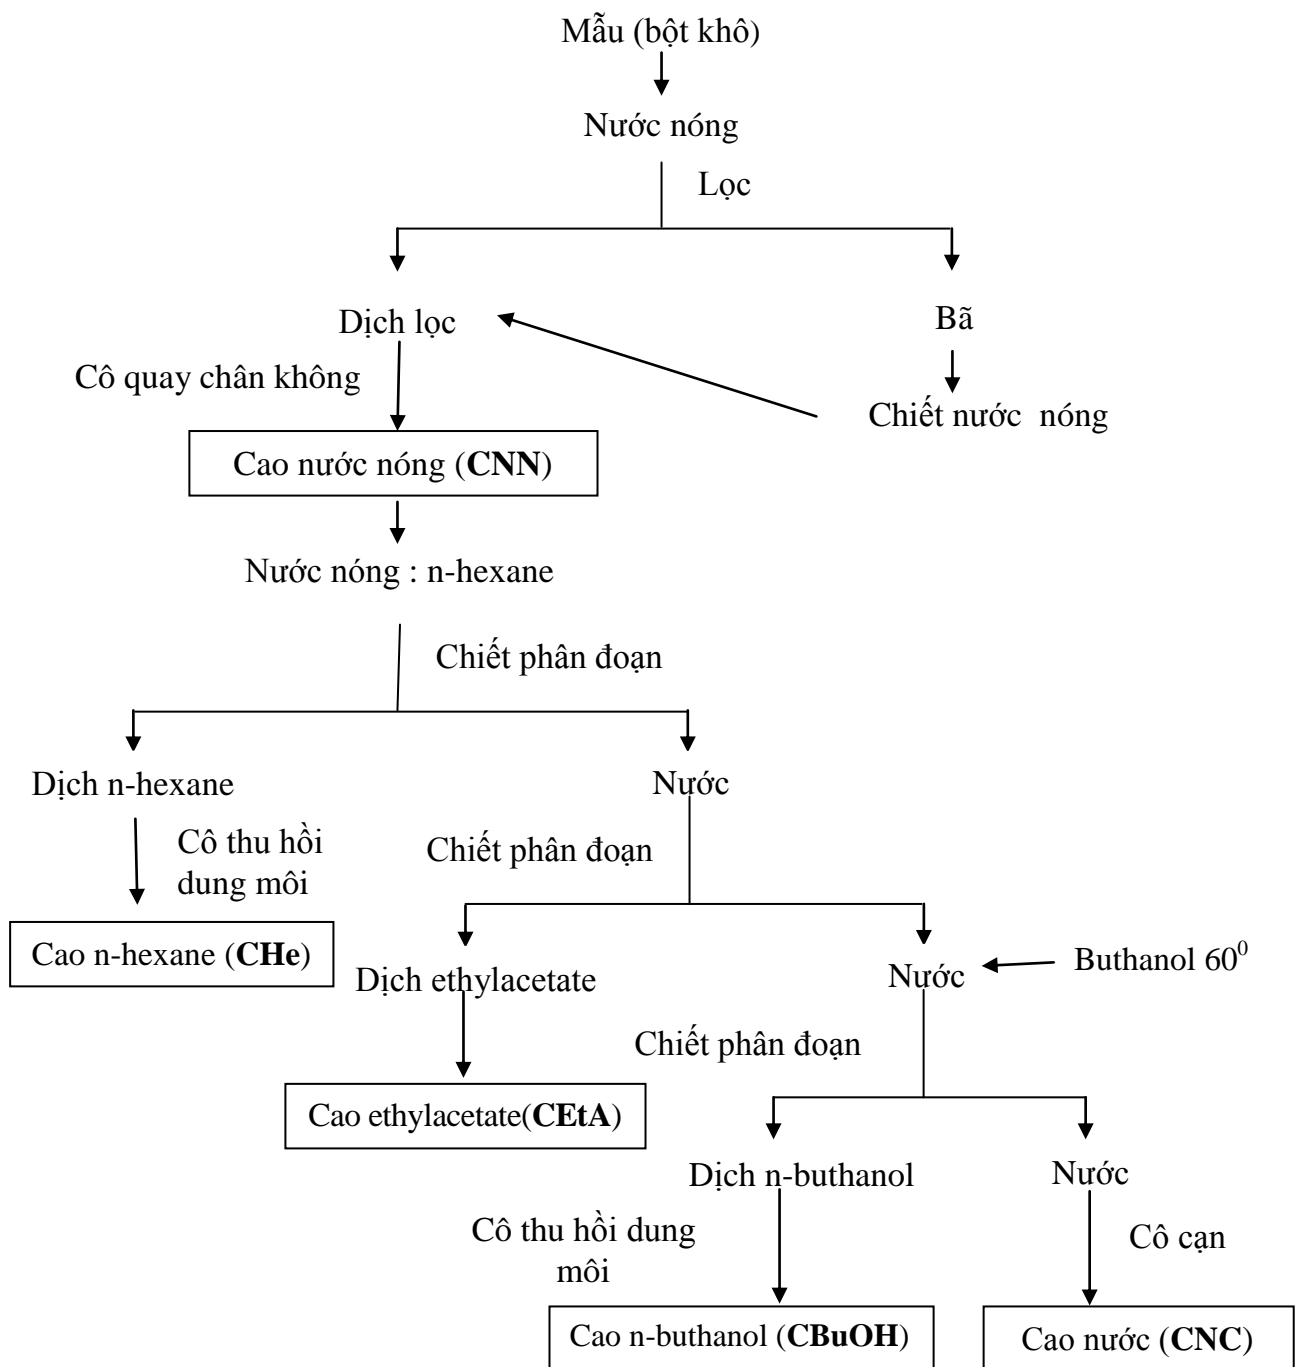 Mẫu (bột khô)
Nước nóng
Lọc
Dịch lọc
Bã
Cô quay chân không
Chiết nước nóng
Cao nước nóng (CNN)
Nước nóng : n-hexane
Chiết phân đoạn
Dịch n-hexane
Nước
Cô thu hồi
dung môi
Chiết phân đoạn
Cao n-hexane (CHe)
Dịch ethylacetate
Nước
Buthanol 60⁰
Chiết phân đoạn
Cao ethylacetate(CEtA)
Dịch n-buthanol
Nước
Cô thu hồi dung
môi
Cô cạn
Cao n-buthanol (CBuOH)
Cao nước (CNC)